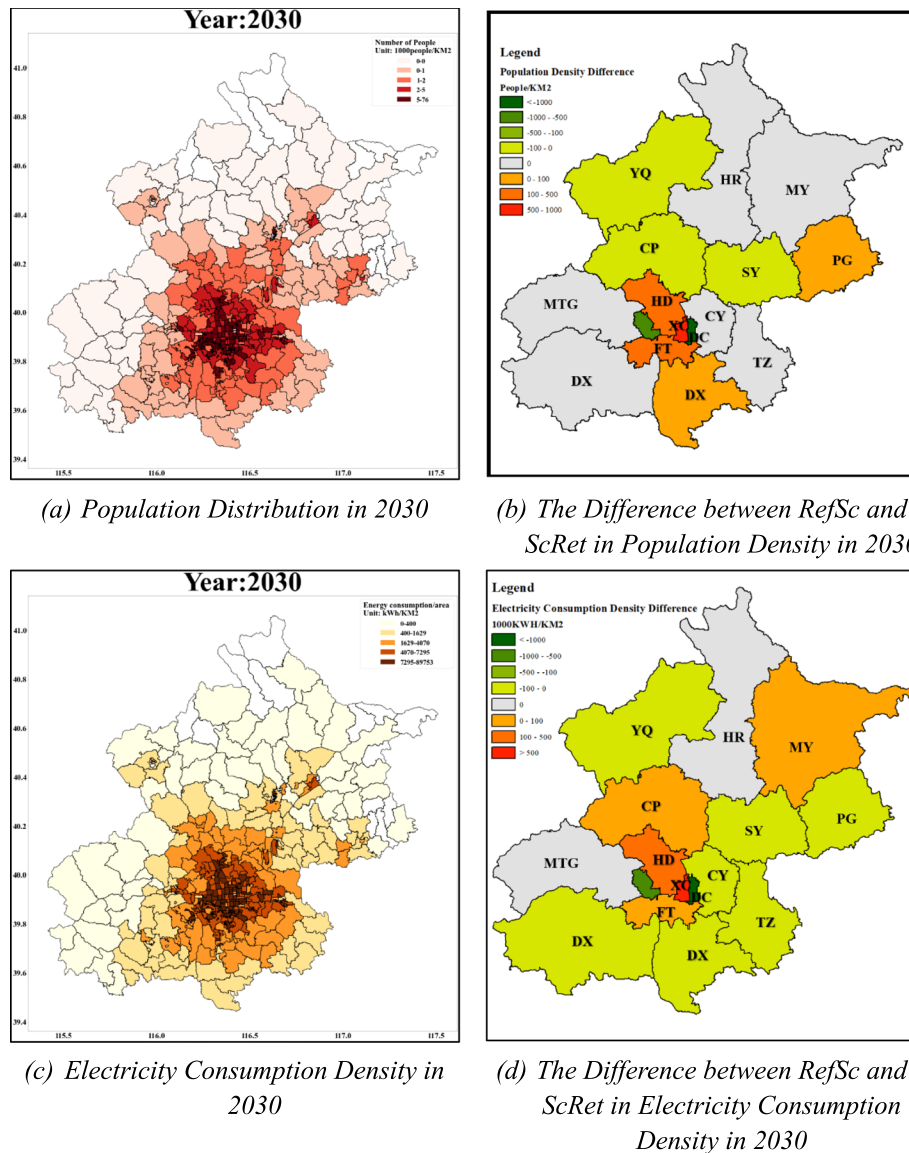 Year:2030
Number of People
Unit: 1000people/KM2
0-0
0-1
1-2
2-5
5-76
41.0
40.8
40.6
40.4
40.2
40.0
39.8
39.6
39.4
115.5
116.0
116.5
117.0
117.5
(a) Population Distribution in 2030
Legend
Population Density Difference
People/KM2
< -1000
-1000 - -500
-500 - -100
-100 - 0
0
0 - 100
100 - 500
500 - 1000
YQ
HR
MY
CP
SY
PG
MTG
HD
CY
XC
DC
FT
TZ
DX
DX
(b) The Difference between RefSc and
ScRet in Population Density in 2030
Year:2030
Energy consumption/area
Unit: kWh/KM2
0-400
400-1629
1629-4070
4070-7295
7295-89753
41.0
40.8
40.6
40.4
40.2
40.0
39.8
39.6
39.4
115.5
116.0
116.5
117.0
117.5
(c) Electricity Consumption Density in
2030
Legend
Electricity Consumption Density Difference
1000KWH/KM2
< -1000
-1000 - -500
-500 - -100
-100 - 0
0
0 - 100
100 - 500
> 500
YQ
HR
MY
CP
SY
PG
MTG
HD
CY
XC
DC
FT
TZ
DX
DX
(d) The Difference between RefSc and
ScRet in Electricity Consumption
Density in 2030